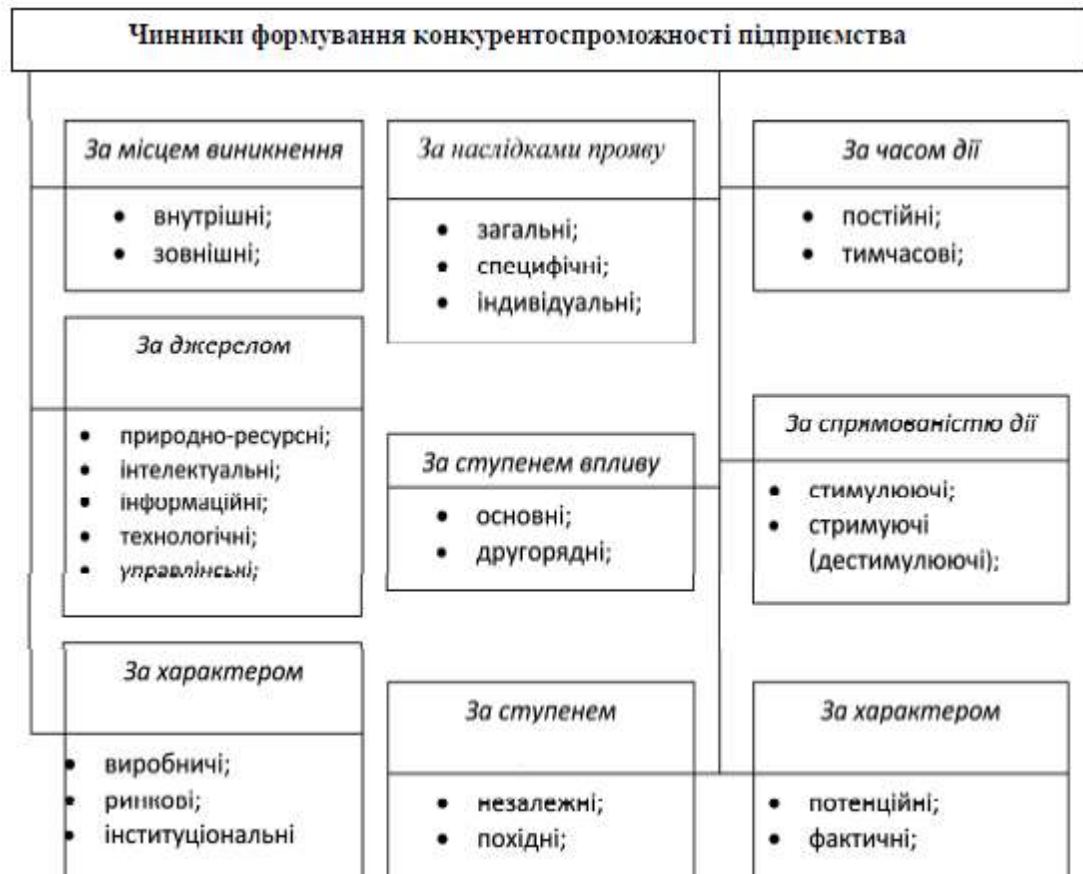 Чинники формування конкурентоспроможності підприємства
За місцем виникнення
• внутрішні;
• зовнішні;
За джерелом
• природно-ресурсні;
• інтелектуальні;
• інформаційні;
• технологічні;
• управлінські;
За характером
• виробничі;
• ринкові;
• інституціональні
За наслідками прояву
• загальні;
• специфічні;
• індивідуальні;
За ступенем впливу
• основні;
• другорядні;
За ступенем
• незалежні;
• похідні;
За часом дії
• постійні;
• тимчасові;
За спрямованістю дії
• стимулюючі;
• стримуючі
(дестимулюючі);
За характером
• потенційні;
• фактичні;